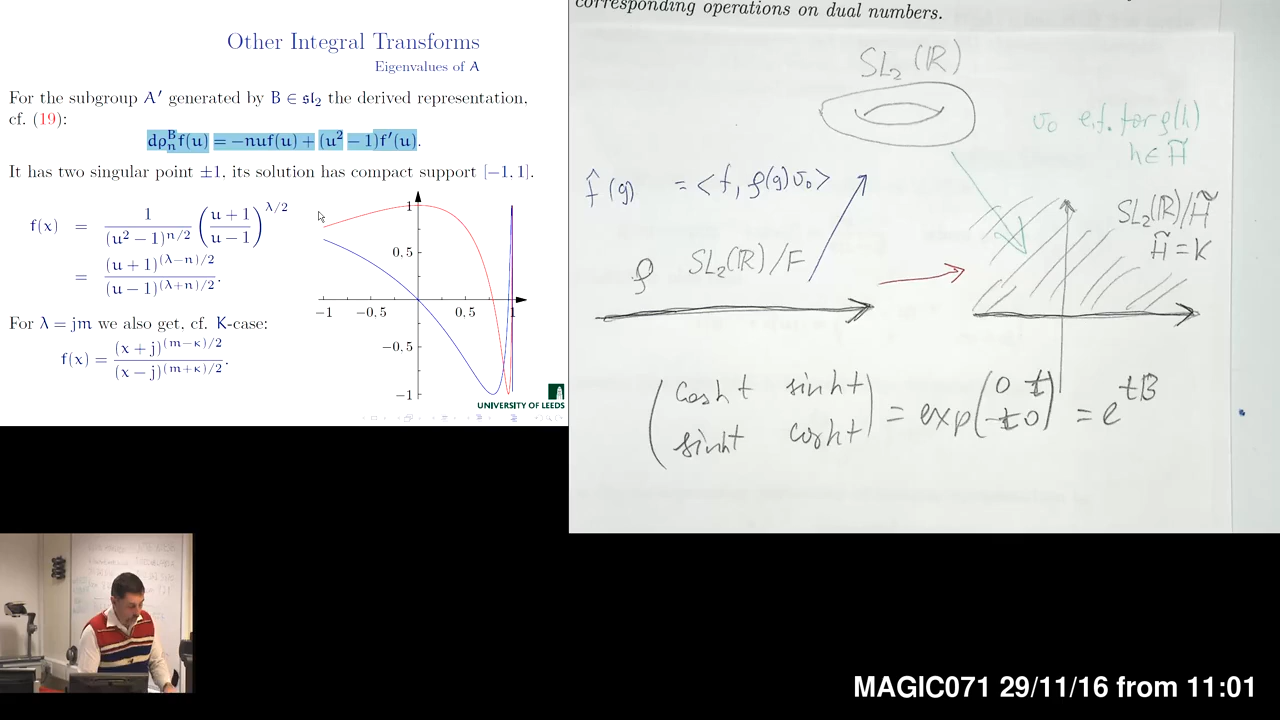 Other Integral Transforms
Eigenvalues of A
For the subgroup A′ generated by B ∈ 𝔰𝔩₂ the derived representation,
cf. (19):
dρₙᴮf(u) = −nuf(u) + (u² − 1)f′(u).
It has two singular point ±1, its solution has compact support [−1, 1].
f(x) = 1/(u² − 1)^{n/2} ((u + 1)/(u − 1))^{λ/2}
= (u + 1)^{(λ−n)/2}/(u − 1)^{(λ+n)/2}.
For λ = jm we also get, cf. K-case:
f(x) = (x + j)^{(m−κ)/2}/(x − j)^{(m+κ)/2}.
1
0.5
−1 −0.5 0.5 1
−0.5
−1
UNIVERSITY OF LEEDS
corresponding operations on dual numbers.
SL₂(ℝ)
v₀ e.f. for ρ(h)
h ∈ H̃
f̂(g) = <f, ρ(g)v₀>
SL₂(ℝ)/H̃
H̃ = K
ρ SL₂(ℝ)/F
(cosh t sinh t
sinh t cosh t) = exp(0 t
−t 0) = e^{tB}
MAGIC071 29/11/16 from 11:01